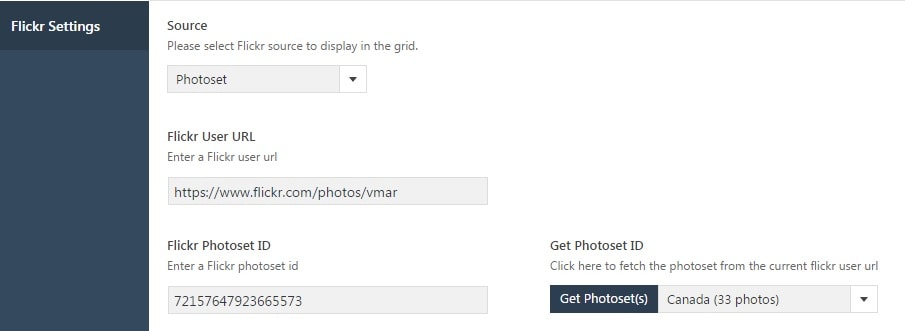 Flickr Settings
Source
Please select Flickr source to display in the grid.
Photoset
Flickr User URL
Enter a Flickr user url
https://www.flickr.com/photos/vmar
Flickr Photoset ID
Enter a Flickr photoset id
72157647923665573
Get Photoset ID
Click here to fetch the photoset from the current flickr user url
Get Photoset(s)
Canada (33 photos)